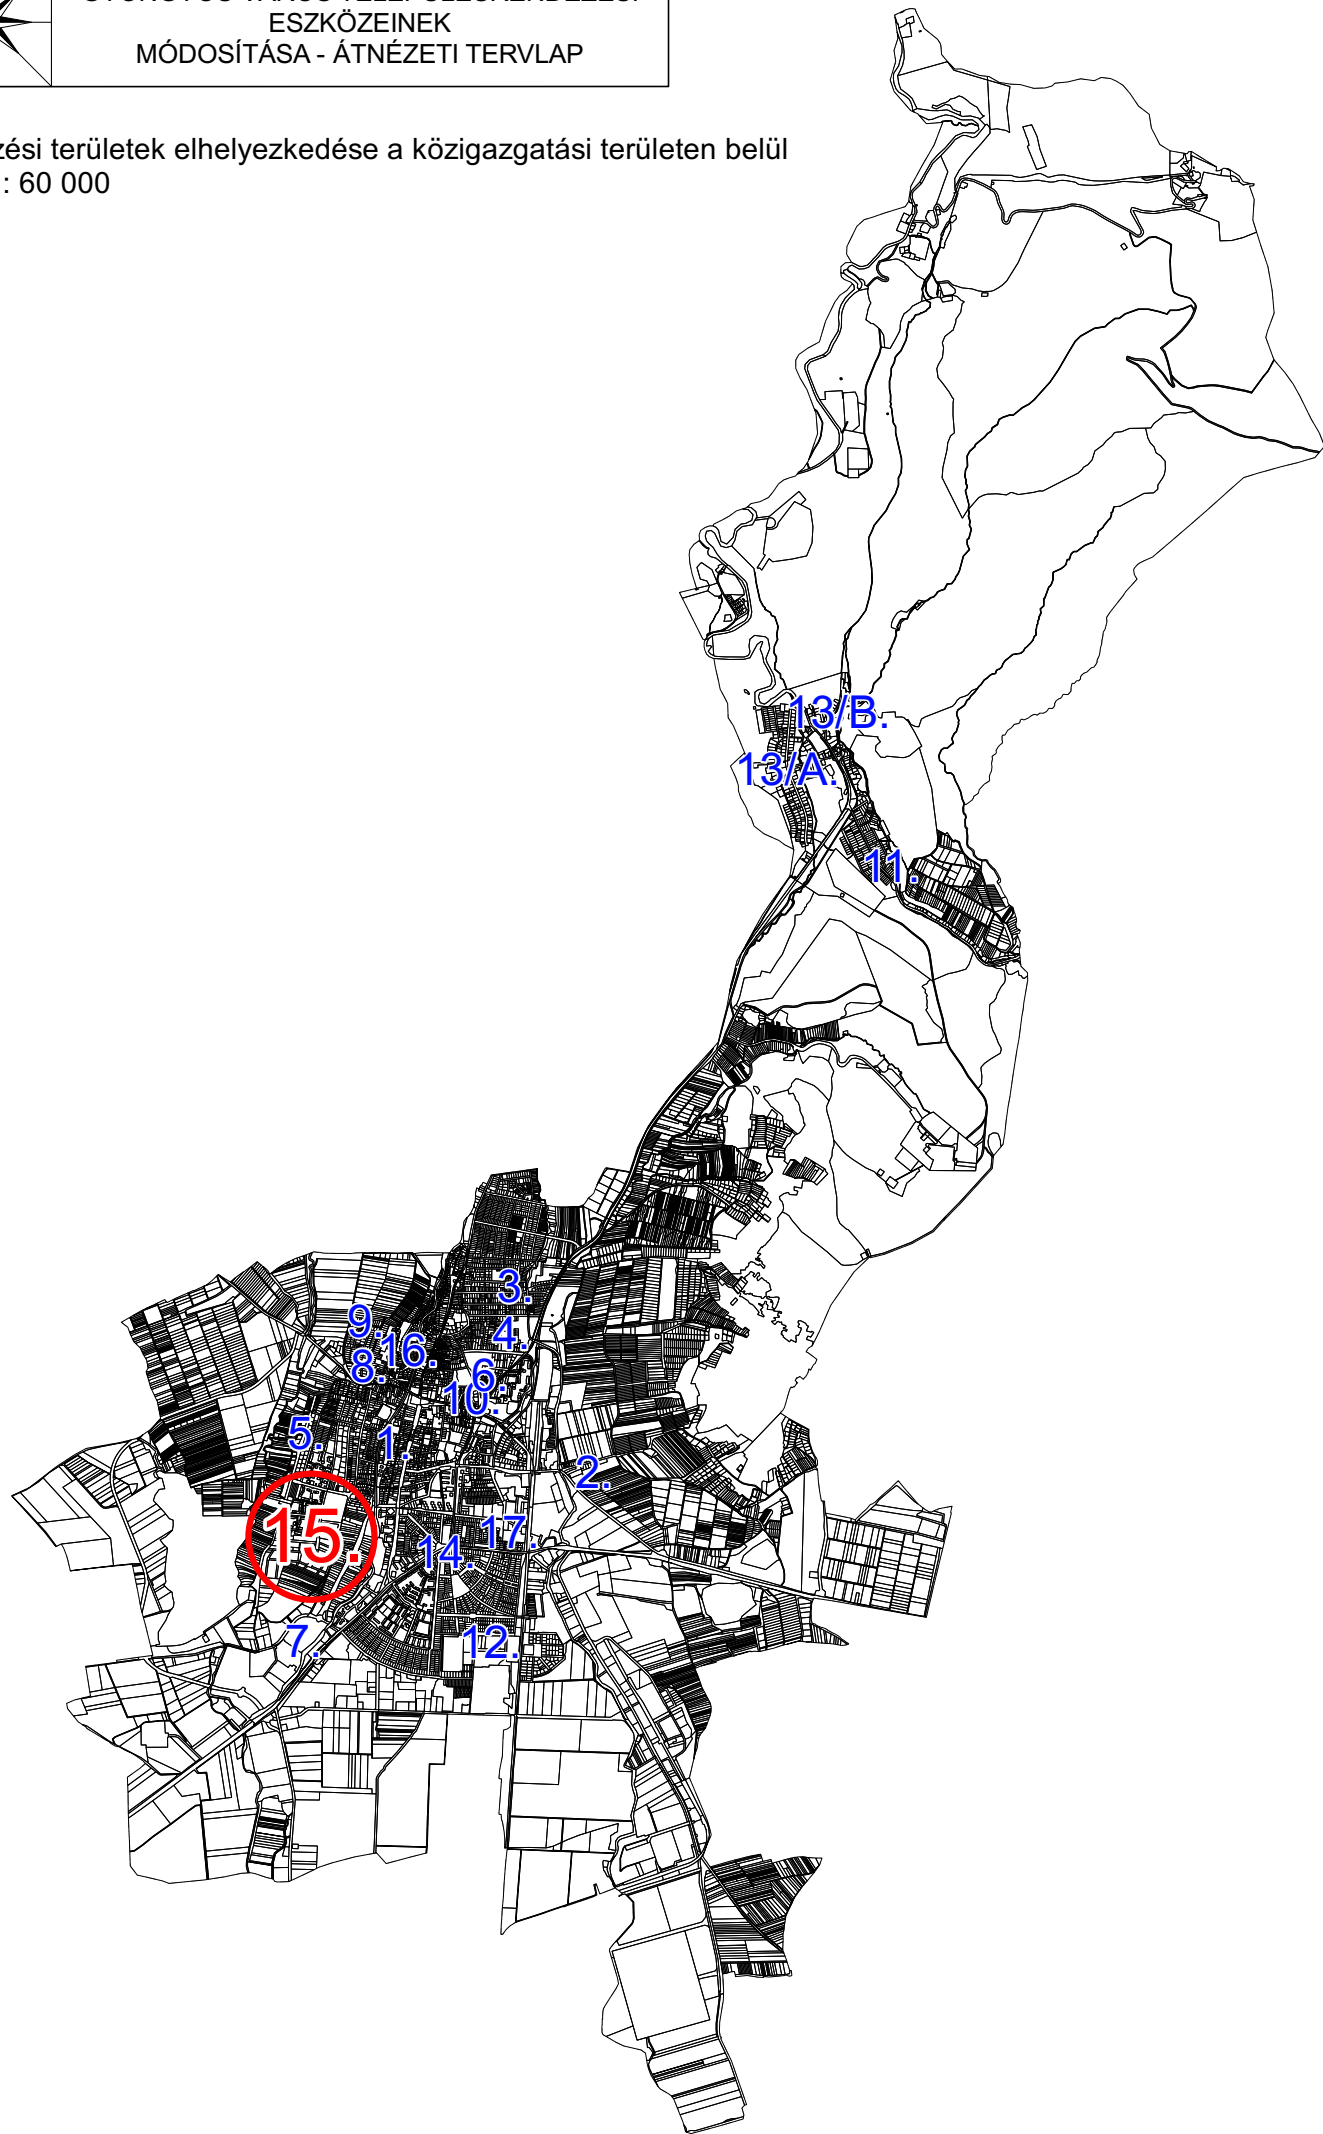 ESZKÖZEINEK
MÓDOSÍTÁSA - ÁTNÉZETI TERVLAP
zési területek elhelyezkedése a közigazgatási területen belül
: 60 000
13/B.
13/A.
11.
3.
9.
4.
16.
8.
6.
10.
5.
1.
2.
15.
17.
14.
7.
12.